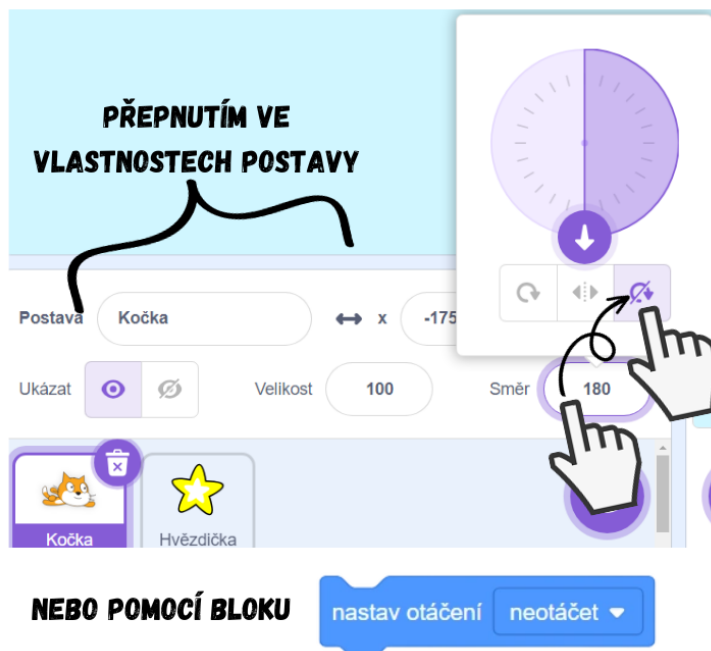 PŘEPNUTÍM VE
VLASTNOSTECH POSTAVY
Postava Kočka x -175
Ukázat Velikost 100 Směr 180
Kočka Hvězdička
NEBO POMOCÍ BLOKU nastav otáčení neotáčet